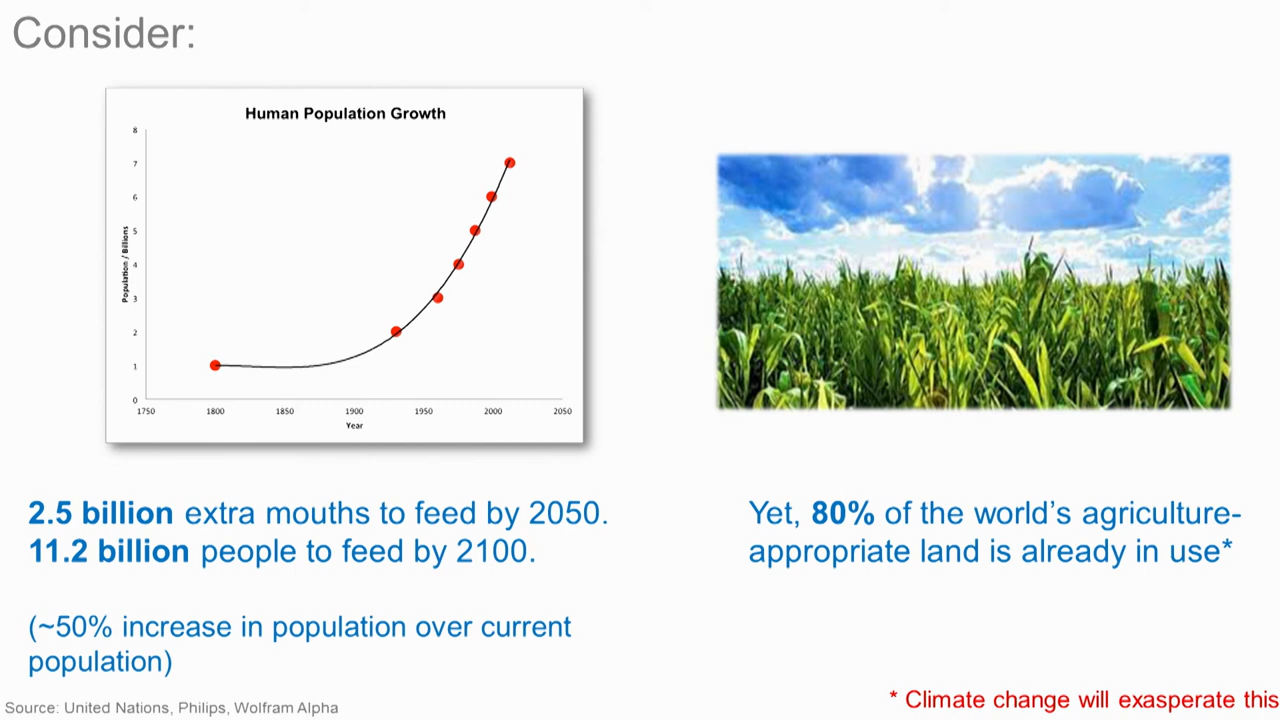 Consider:
Human Population Growth
8
7
6
5
4
3
2
1
0
Population / Billions
1750 1800 1850 1900 1950 2000 2050
Year
2.5 billion extra mouths to feed by 2050.
11.2 billion people to feed by 2100.
(~50% increase in population over current
population)
Yet, 80% of the world's agriculture-
appropriate land is already in use*
* Climate change will exasperate this
Source: United Nations, Philips, Wolfram Alpha